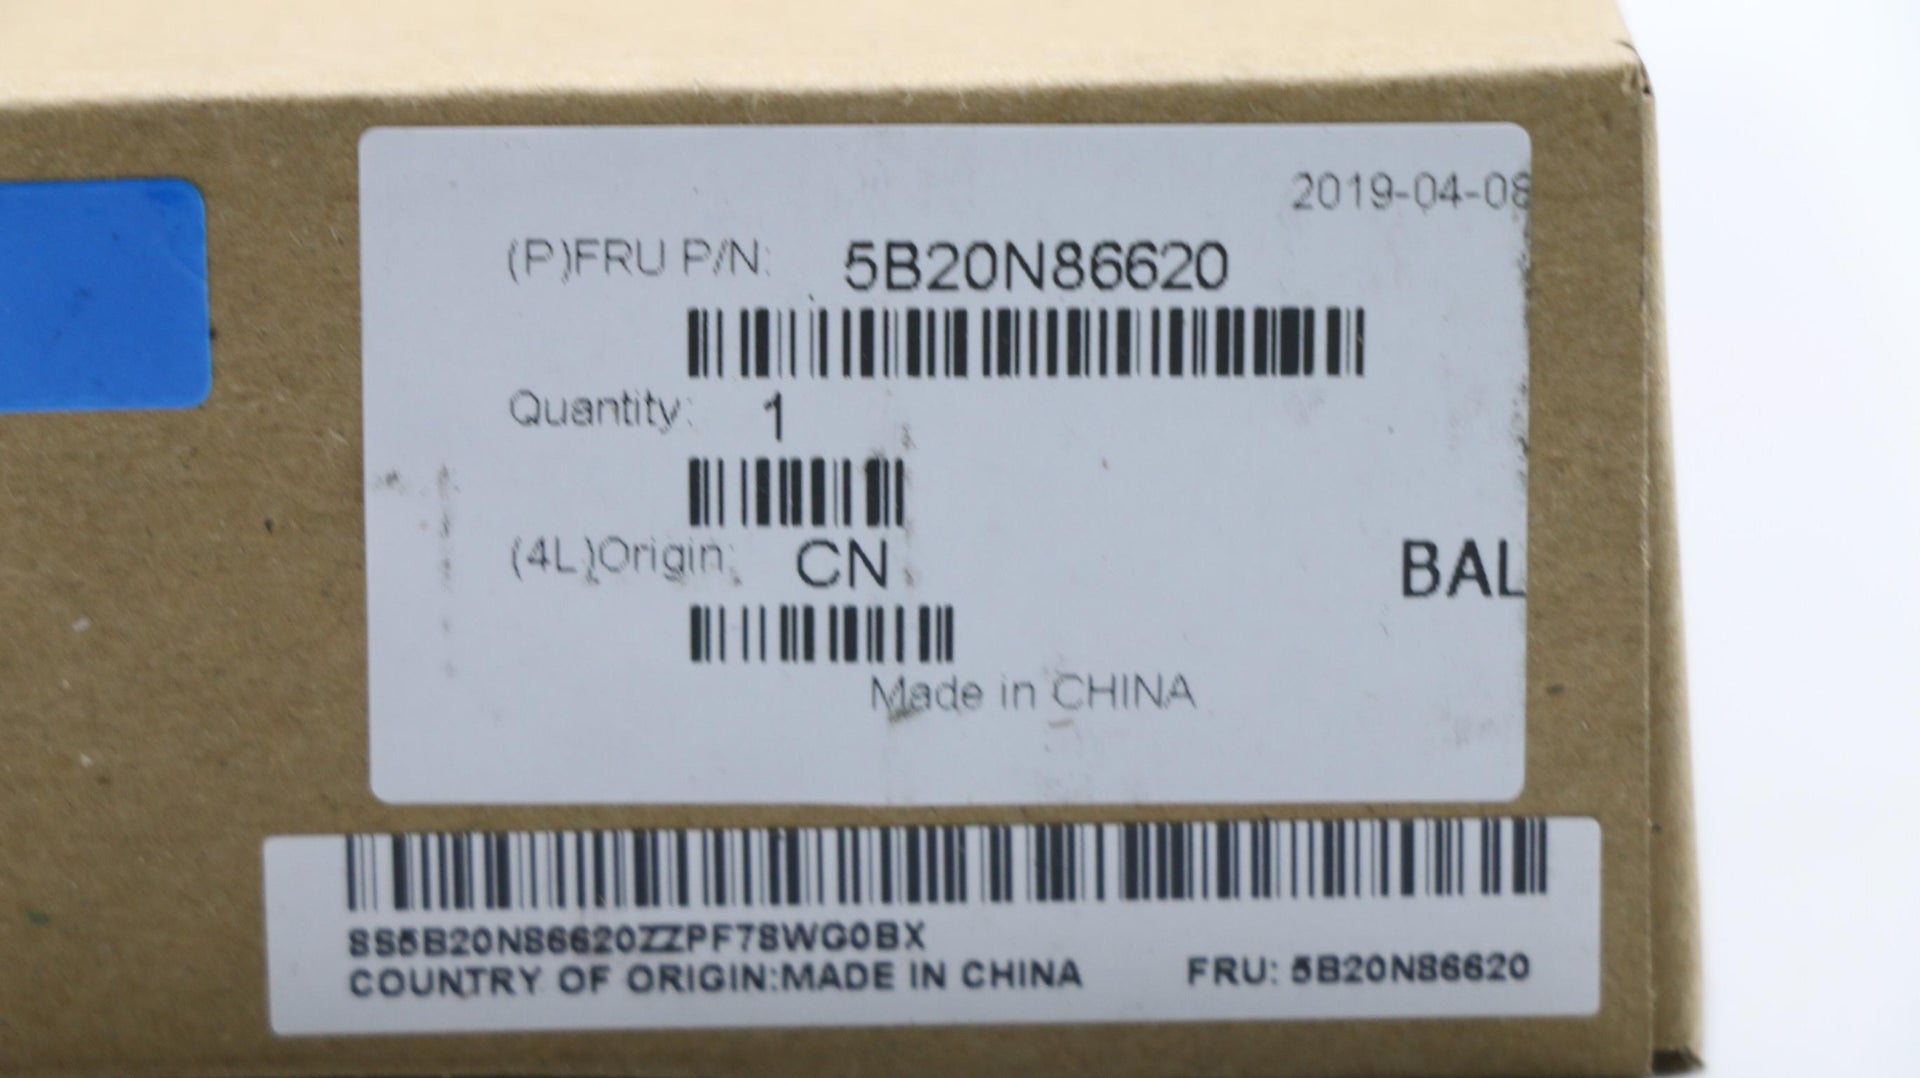 2019-04-08
(P)FRU P/N: 5B20N86620
Quantity: 1
(4L)Origin: CN
BAL
Made in CHINA
8S5B20N86620ZZPF78WG0BX
COUNTRY OF ORIGIN:MADE IN CHINA FRU: 5B20N86620